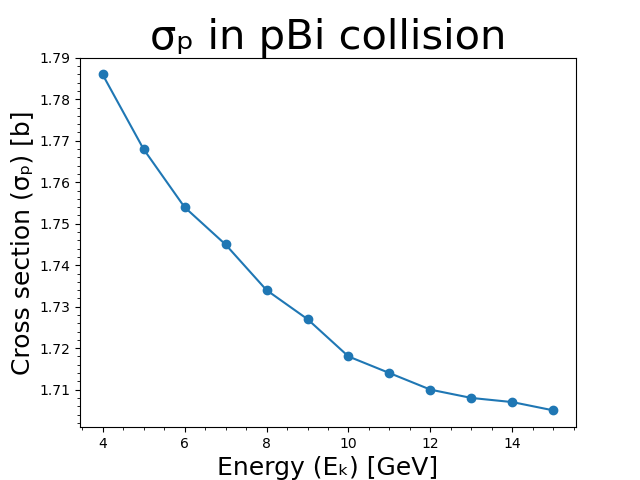 σₚ in pBi collision
Cross section (σₚ) [b]
1.79
1.78
1.77
1.76
1.75
1.74
1.73
1.72
1.71
4 6 8 10 12 14
Energy (Eₖ) [GeV]